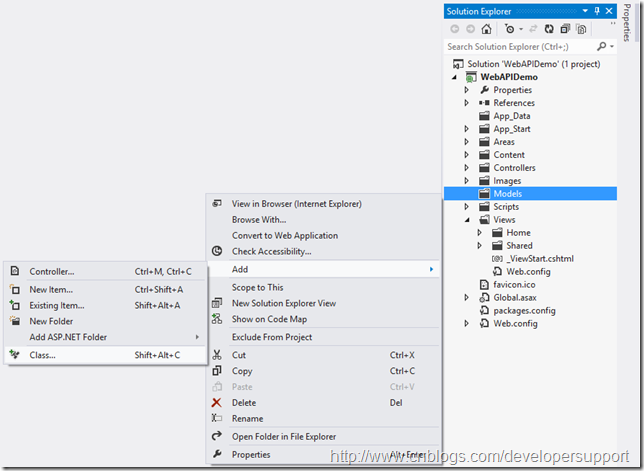 Solution Explorer
Properties
Search Solution Explorer (Ctrl+;)
Solution 'WebAPIDemo' (1 project)
WebAPIDemo
Properties
References
App_Data
App_Start
Areas
Content
Controllers
Images
Models
Scripts
Views
Home
Shared
_ViewStart.cshtml
Web.config
favicon.ico
Global.asax
packages.config
Web.config
View in Browser (Internet Explorer)
Browse With...
Convert to Web Application
Check Accessibility...
Add
Scope to This
New Solution Explorer View
Show on Code Map
Exclude From Project
Cut Ctrl+X
Copy Ctrl+C
Paste Ctrl+V
Delete Del
Rename
Open Folder in File Explorer
Properties Alt+Enter
Controller... Ctrl+M, Ctrl+C
New Item... Ctrl+Shift+A
Existing Item... Shift+Alt+A
New Folder
Add ASP.NET Folder
Class... Shift+Alt+C
http://www.cnblogs.com/developersupport